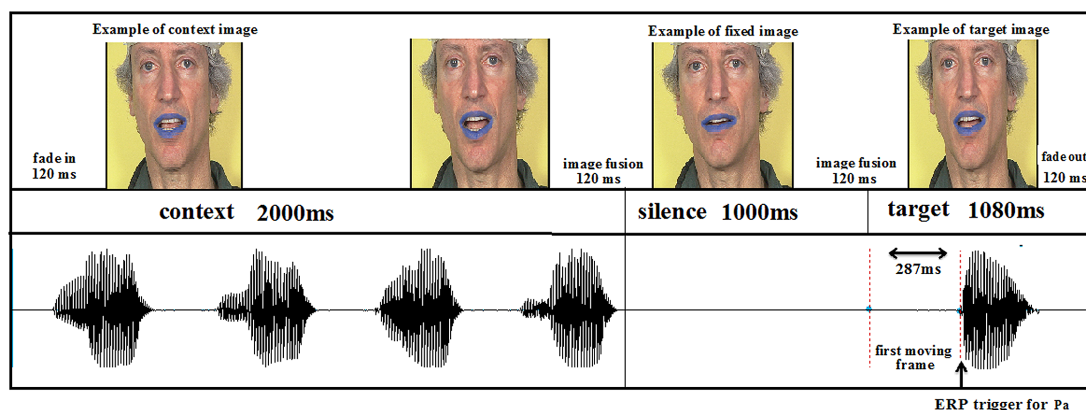 Example of context image
Example of fixed image
Example of target image
fade in
120 ms
image fusion
120 ms
image fusion
120 ms
fade out
120 ms
context 2000ms
silence 1000ms
target 1080ms
287ms
first moving
frame
ERP trigger for Pa